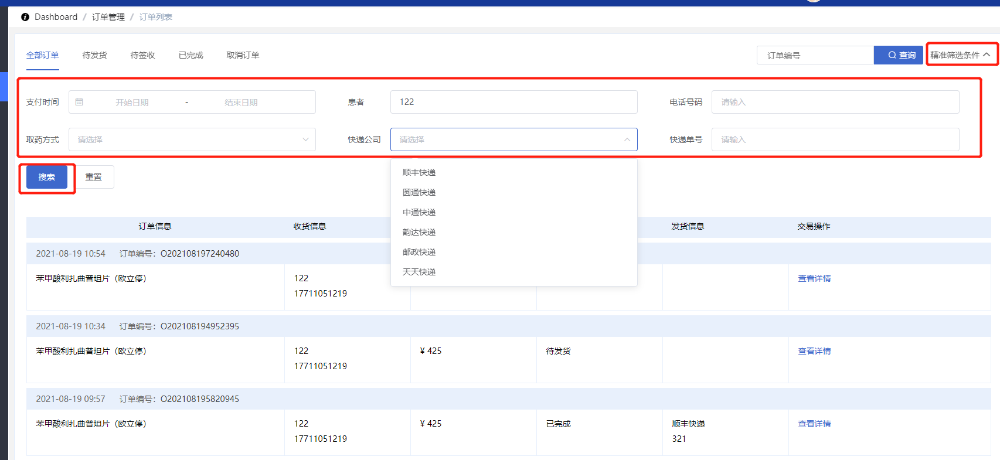 Dashboard / 订单管理 / 订单列表
全部订单 待发货 待签收 已完成 取消订单 订单编号 查询 精准筛选条件
支付时间 开始日期 - 结束日期 患者 122 电话号码 请输入
取药方式 请选择 快递公司 请选择 快递单号 请输入
搜索 重置
顺丰快递
圆通快递
中通快递
韵达快递
邮政快递
天天快递
订单信息 收货信息 发货信息 交易操作
2021-08-19 10:54 订单编号：O202108197240480
苯甲酸利扎曲普坦片（欧立停） 122 查看详情
17711051219
2021-08-19 10:34 订单编号：O202108194952395
苯甲酸利扎曲普坦片（欧立停） 122 ¥ 425 待发货 查看详情
17711051219
2021-08-19 09:57 订单编号：O202108195820945
苯甲酸利扎曲普坦片（欧立停） 122 ¥ 425 已完成 顺丰快递 查看详情
17711051219 321